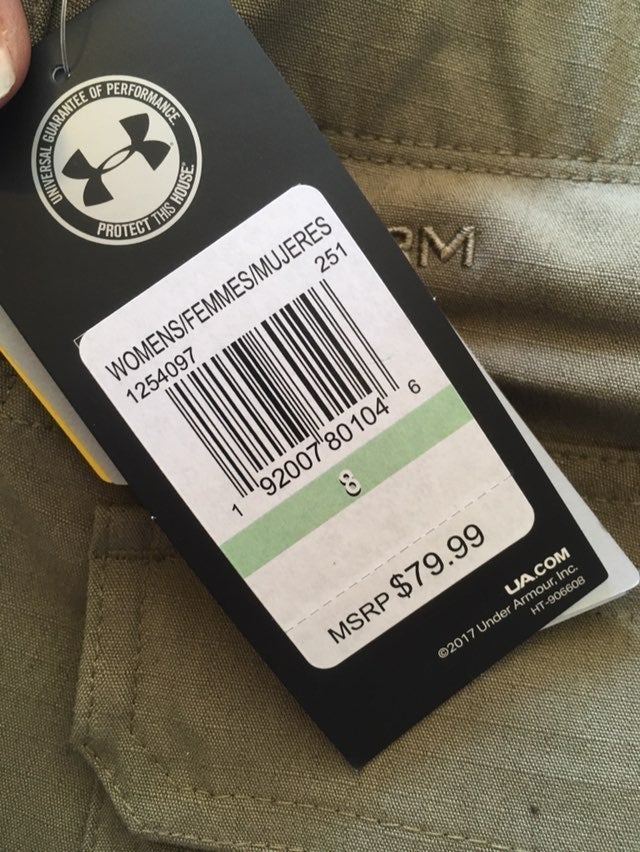 UNIVERSAL GUARANTEE OF PERFORMANCE
PROTECT THIS HOUSE
WOMENS/FEMMES/MUJERES
1254097 251
1 92007 80104 6
8
MSRP $79.99
UA.COM
©2017 Under Armour, Inc.
HT-906608
M